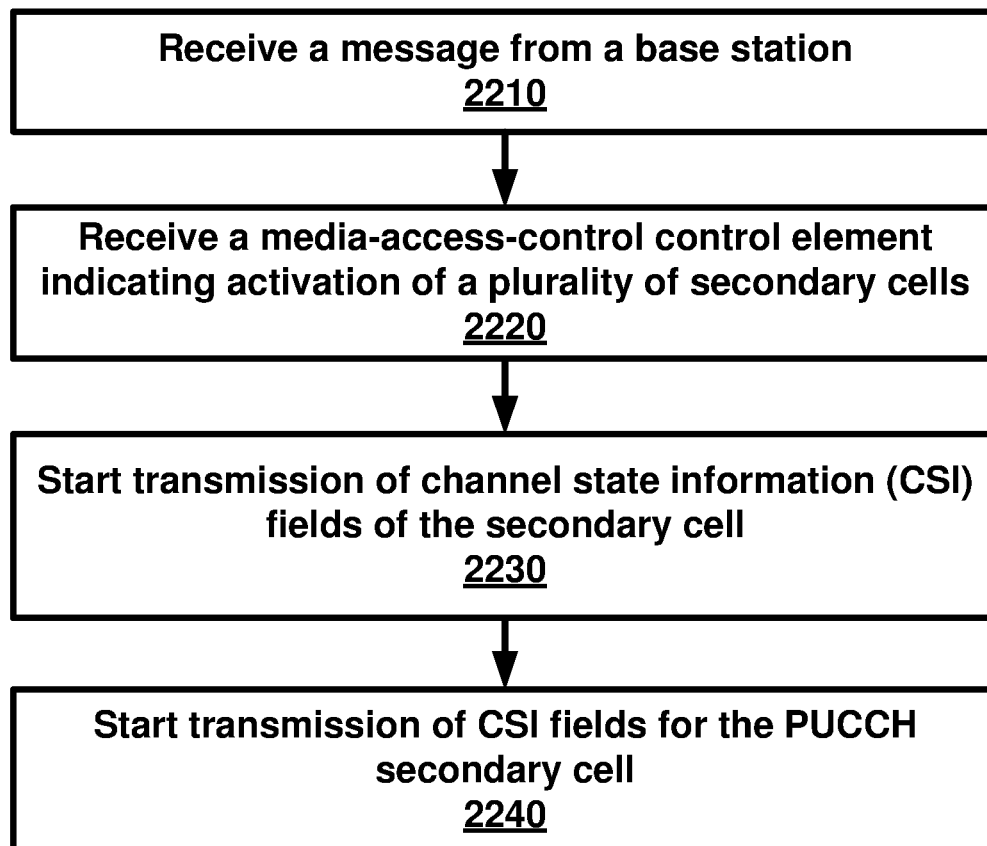 Receive a message from a base station
2210
Receive a media-access-control control element
indicating activation of a plurality of secondary cells
2220
Start transmission of channel state information (CSI)
fields of the secondary cell
2230
Start transmission of CSI fields for the PUCCH
secondary cell
2240